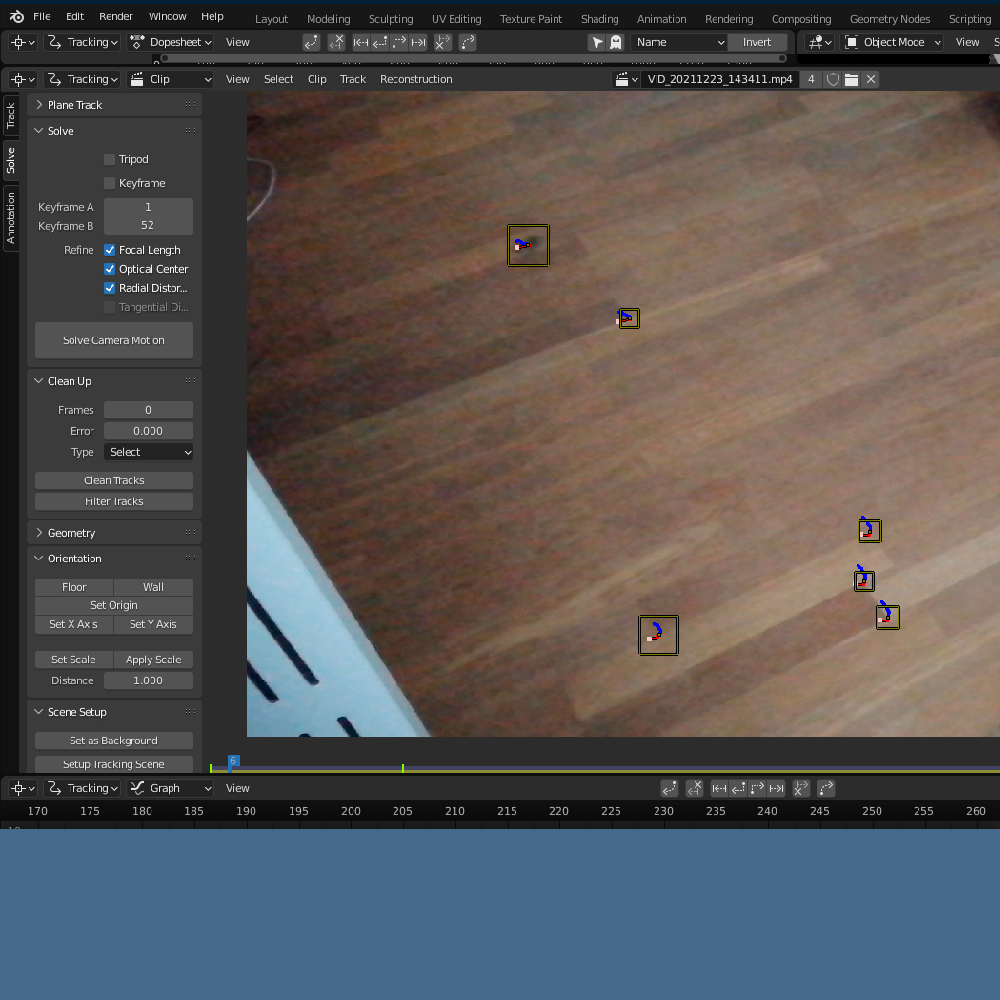 File Edit Render Window Help Layout Modeling Sculpting UV Editing Texture Paint Shading Animation Rendering Compositing Geometry Nodes Scripting
Tracking Dopesheet View Name Invert Object Mode View
Tracking Clip View Select Clip Track Reconstruction VID_20211223_143411.mp4 4
Track
Solve
Annotation
Plane Track
Solve
Tripod
Keyframe
Keyframe A 1
Keyframe B 52
Refine Focal Length
Optical Center
Radial Distor...
Tangential Di...
Solve Camera Motion
Clean Up
Frames 0
Error 0.000
Type Select
Clean Tracks
Filter Tracks
Geometry
Orientation
Floor Wall
Set Origin
Set X Axis Set Y Axis
Set Scale Apply Scale
Distance 1.000
Scene Setup
Set as Background
Setup Tracking Scene
6
Tracking Graph View
170 175 180 185 190 195 200 205 210 215 220 225 230 235 240 245 250 255 260